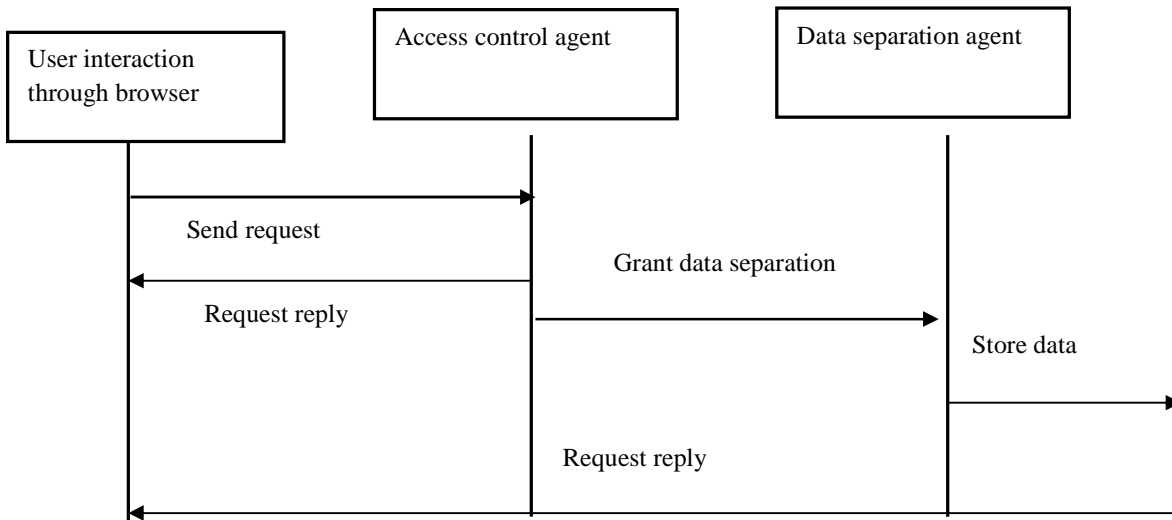 User interaction
through browser
Access control agent
Data separation agent
Send request
Grant data separation
Request reply
Store data
Request reply